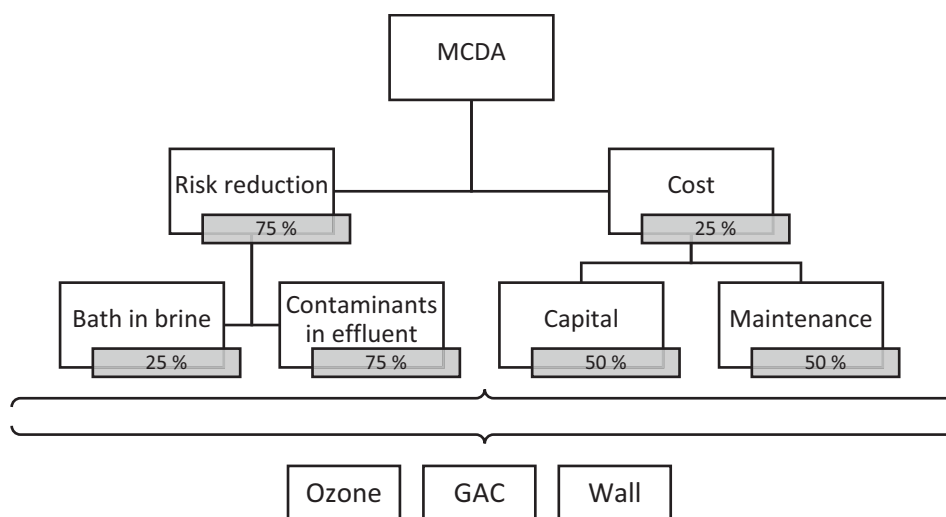 MCDA
Risk reduction
75 %
Cost
25 %
Bath in brine
25 %
Contaminants
in effluent
75 %
Capital
50 %
Maintenance
50 %
Ozone
GAC
Wall